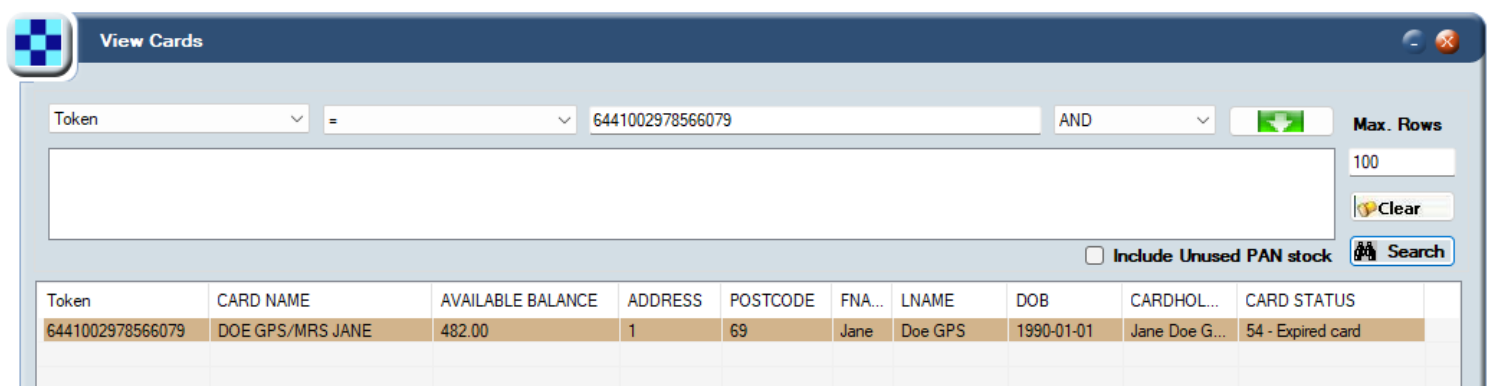 View Cards
Token = 6441002978566079 AND
Max. Rows
100
Clear
Include Unused PAN stock Search
Token CARD NAME AVAILABLE BALANCE ADDRESS POSTCODE FNA... LNAME DOB CARDHOL... CARD STATUS
6441002978566079 DOE GPS/MRS JANE 482.00 1 69 Jane Doe GPS 1990-01-01 Jane Doe G... 54 - Expired card